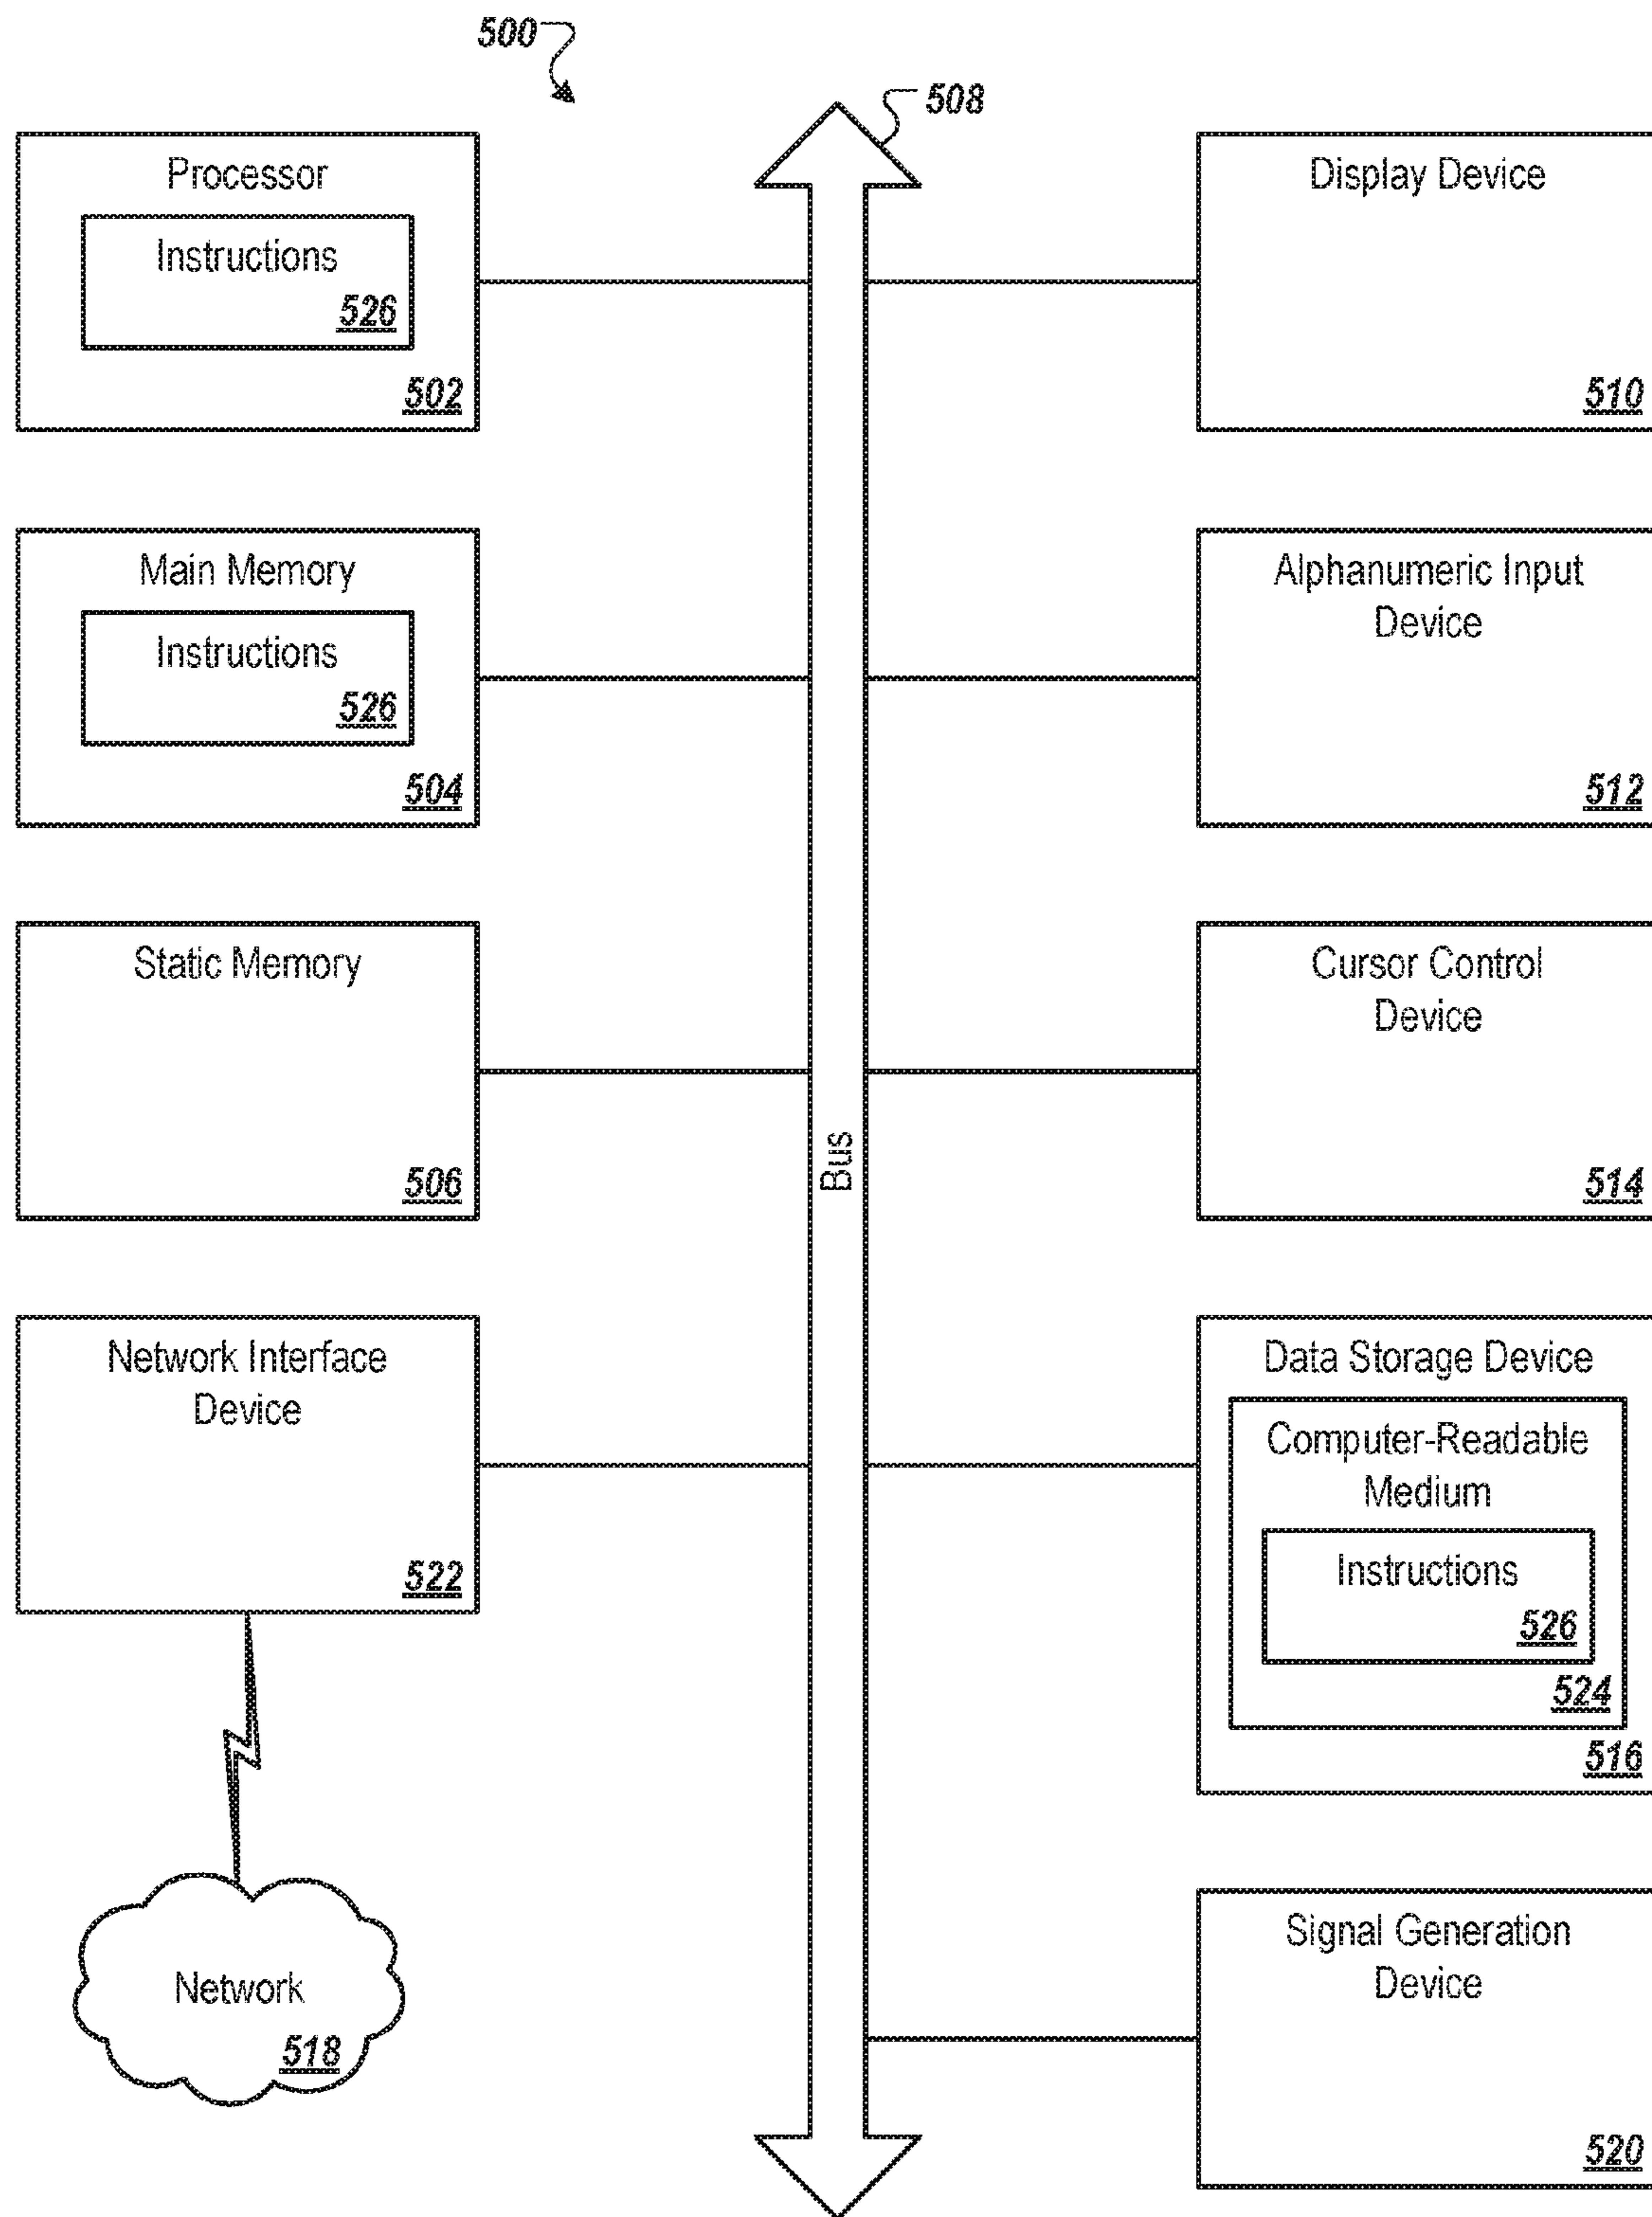 500
508
Processor
Instructions
526
502
Main Memory
Instructions
526
504
Static Memory
506
Network Interface
Device
522
Network
518
Bus
Display Device
510
Alphanumeric Input
Device
512
Cursor Control
Device
514
Data Storage Device
Computer-Readable
Medium
Instructions
526
524
516
Signal Generation
Device
520